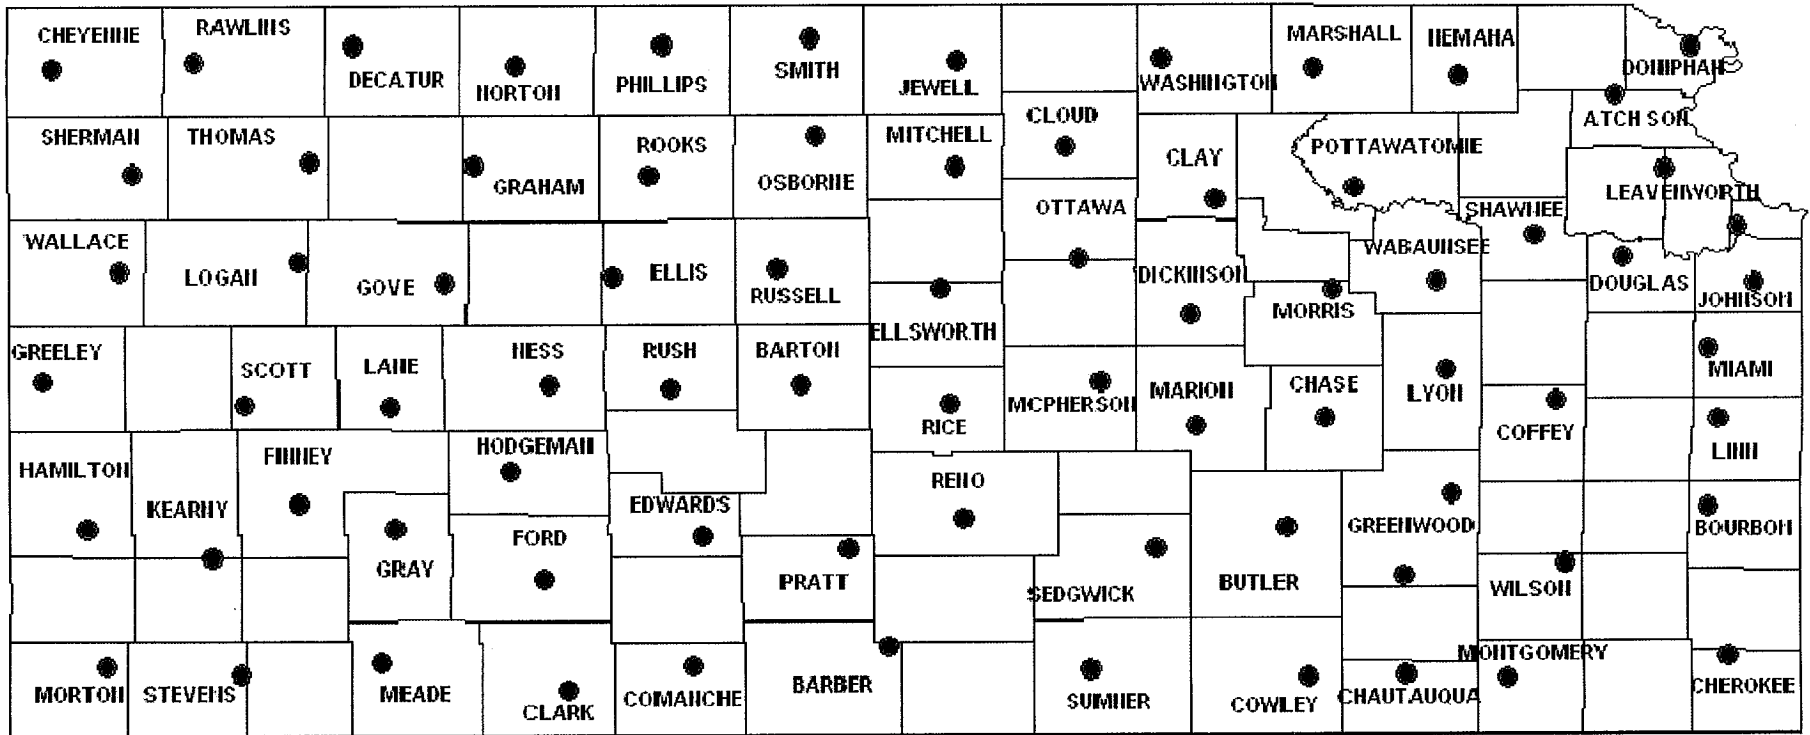 CHEYENNE
RAWLINS
DECATUR
NORTON
PHILLIPS
SMITH
JEWELL
WASHINGTON
MARSHALL
NEMAHA
DONIPHAN
SHERMAN
THOMAS
GRAHAM
ROOKS
OSBORNE
MITCHELL
CLOUD
CLAY
POTTAWATOMIE
ATCH SON
LEAVENWORTH
WALLACE
LOGAN
GOVE
ELLIS
RUSSELL
OTTAWA
DICKINSON
WABAUNSEE
SHAWNEE
DOUGLAS
JOHNSON
GREELEY
SCOTT
LANE
NESS
RUSH
BARTON
ELLSWORTH
RICE
MCPHERSON
MARION
MORRIS
CHASE
LYON
COFFEY
MIAMI
LINN
HAMILTON
KEARNY
FINNEY
HODGEMAN
GRAY
FORD
EDWARDS
PRATT
RENO
SEDGWICK
BUTLER
GREENWOOD
WILSON
BOURBON
MORTON
STEVENS
MEADE
CLARK
COMANCHE
BARBER
SUMNER
COWLEY
CHAUTAUQUA
MONTGOMERY
CHEROKEE